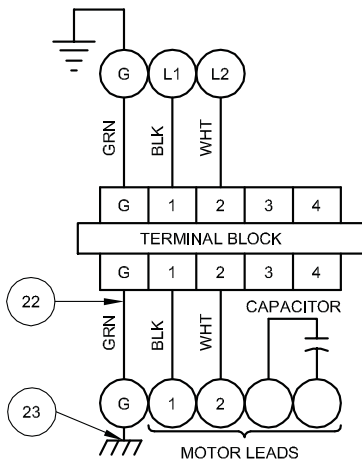 G L1 L2
GRN BLK WHT
G 1 2 3 4
TERMINAL BLOCK
G 1 2 3 4
22
CAPACITOR
GRN BLK WHT
23
G 1 2
MOTOR LEADS